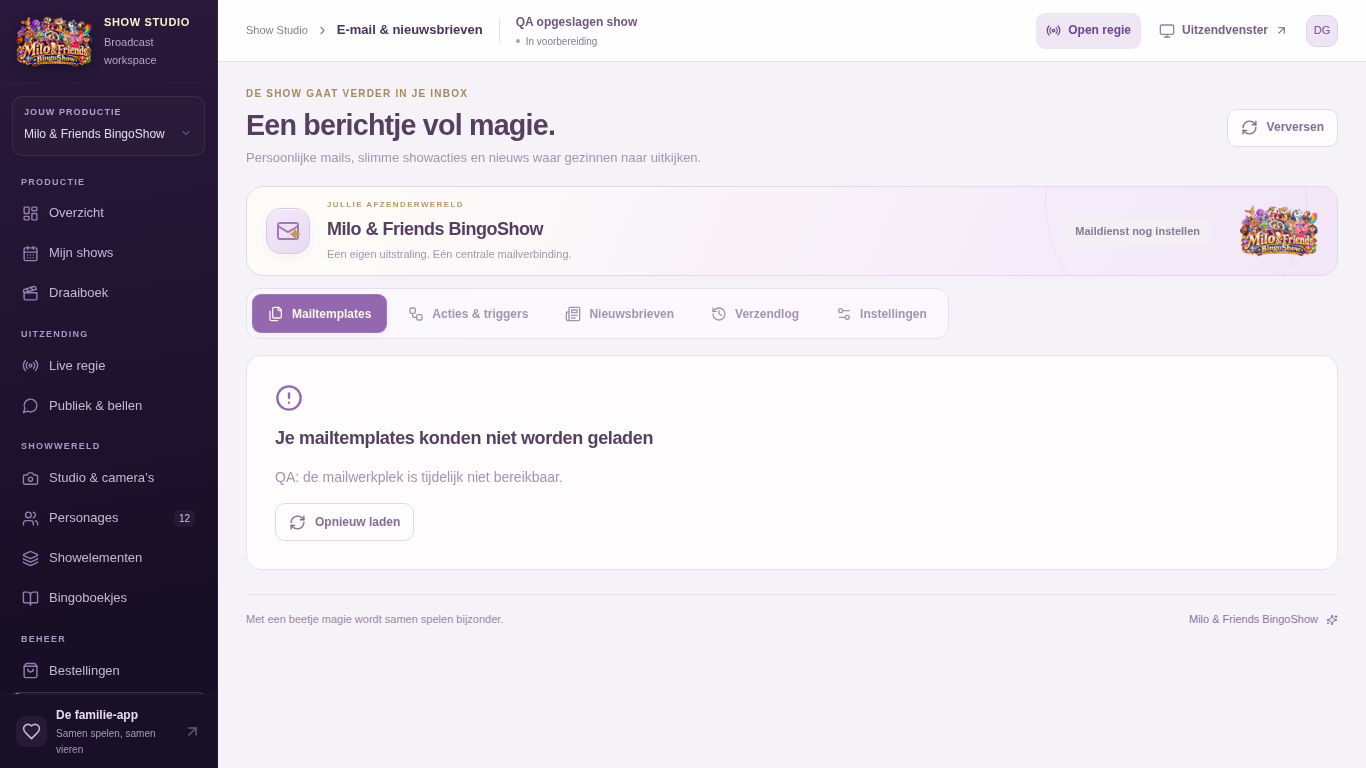 Milo & Friends
BingoShow
SHOW STUDIO
Broadcast
workspace
JOUW PRODUCTIE
Milo & Friends BingoShow
PRODUCTIE
Overzicht
Mijn shows
Draaiboek
UITZENDING
Live regie
Publiek & bellen
SHOWWERELD
Studio & camera's
Personages 12
Showelementen
Bingoboekjes
BEHEER
Bestellingen
De familie-app
Samen spelen, samen
vieren
Show Studio > E-mail & nieuwsbrieven
QA opgeslagen show
In voorbereiding
Open regie
Uitzendvenster
DG
DE SHOW GAAT VERDER IN JE INBOX
Een berichtje vol magie.
Persoonlijke mails, slimme showacties en nieuws waar gezinnen naar uitkijken.
Verversen
JULLIE AFZENDERWERELD
Milo & Friends BingoShow
Een eigen uitstraling. Eén centrale mailverbinding.
Maildienst nog instellen
Milo & Friends
BingoShow
Mailtemplates
Acties & triggers
Nieuwsbrieven
Verzendlog
Instellingen
Je mailtemplates konden niet worden geladen
QA: de mailwerkplek is tijdelijk niet bereikbaar.
Opnieuw laden
Met een beetje magie wordt samen spelen bijzonder.
Milo & Friends BingoShow